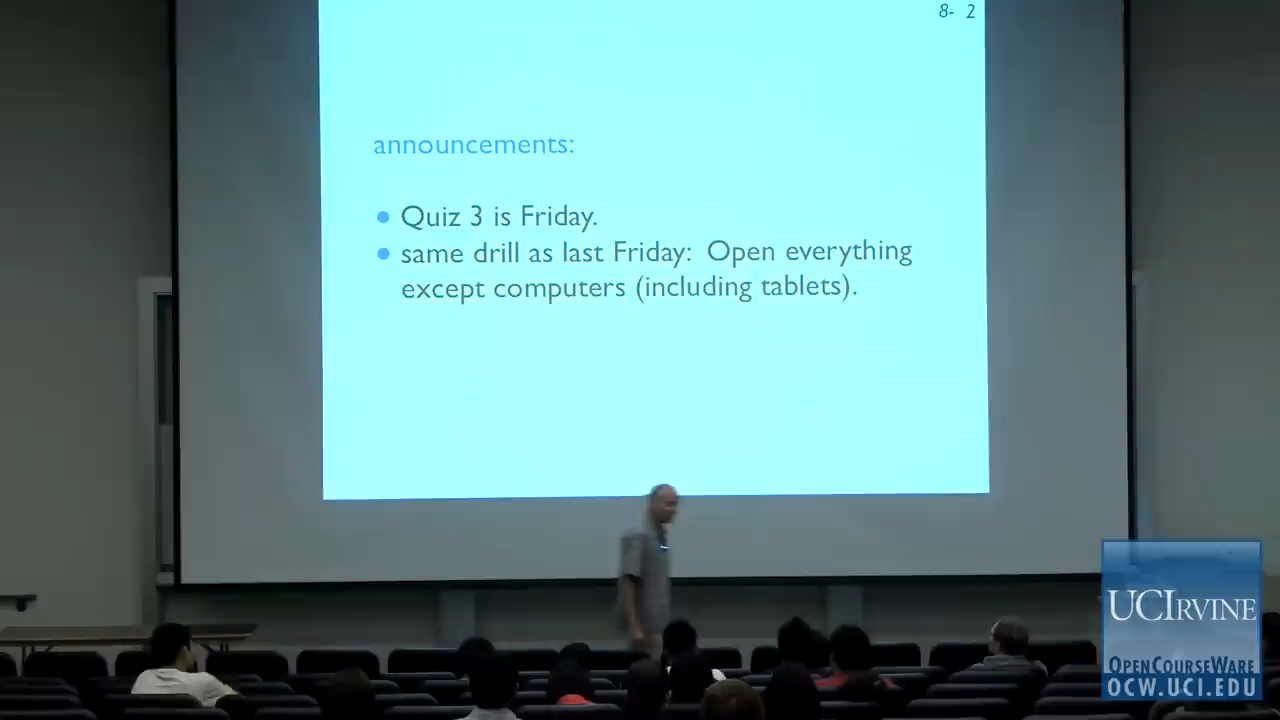 8- 2
announcements:
Quiz 3 is Friday.
same drill as last Friday: Open everything
except computers (including tablets).
UCIRVINE
OPENCOURSEWARE
OCW.UCI.EDU